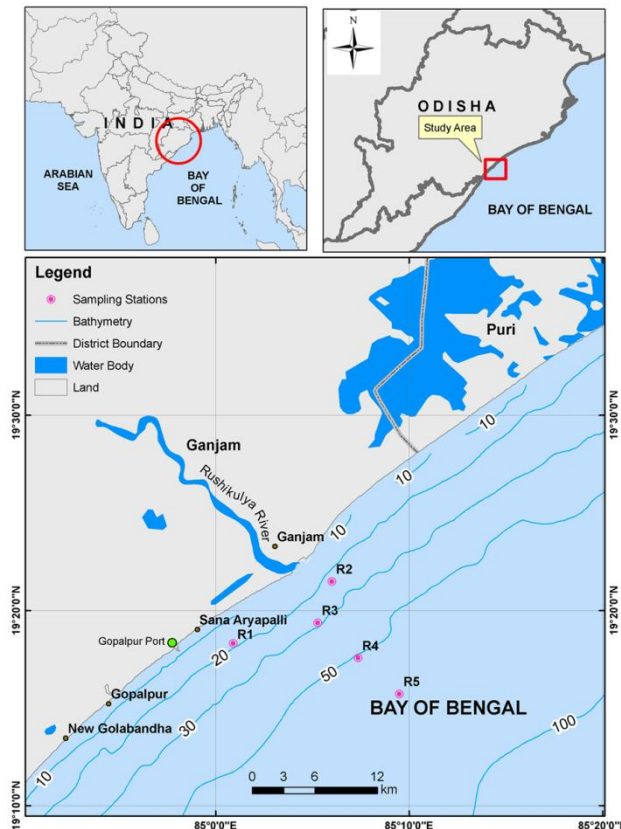 INDIA
ARABIAN
SEA
BAY
OF
BENGAL
N
ODISHA
Study Area
BAY OF BENGAL
Legend
Sampling Stations
Bathymetry
District Boundary
Water Body
Land
Puri
10
10
Ganjam
Rushikulya River
Ganjam
10
R2
R3
Sana Aryapalli
R1
Gopalpur Port
20
R4
50
R5
Gopalpur
BAY OF BENGAL
New Golabandha
30
100
10
0 3 6 12
km
19°30'0"N
19°20'0"N
19°10'0"N
19°30'0"N
19°20'0"N
19°10'0"N
85°0'0"E
85°10'0"E
85°20'0"E